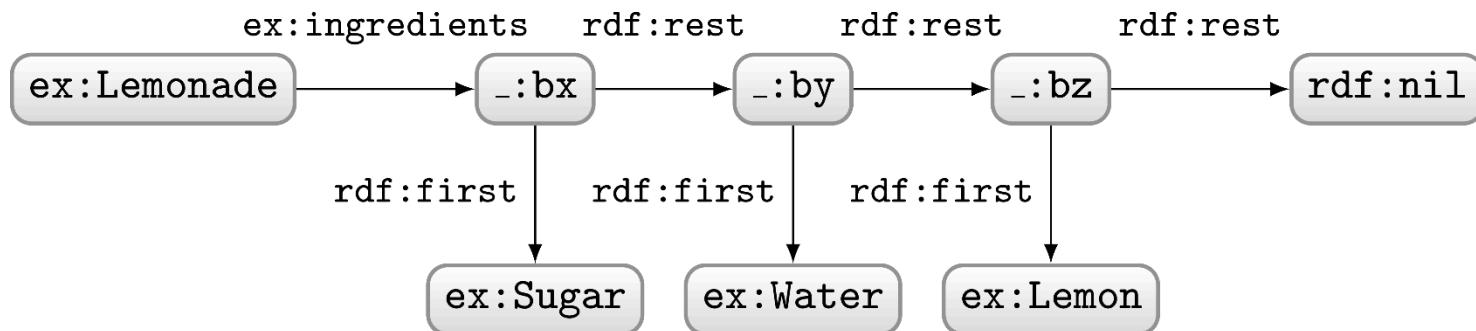 ex:ingredients rdf:rest rdf:rest rdf:rest
ex:Lemonade _:bx _:by _:bz rdf:nil
rdf:first rdf:first rdf:first
ex:Sugar ex:Water ex:Lemon